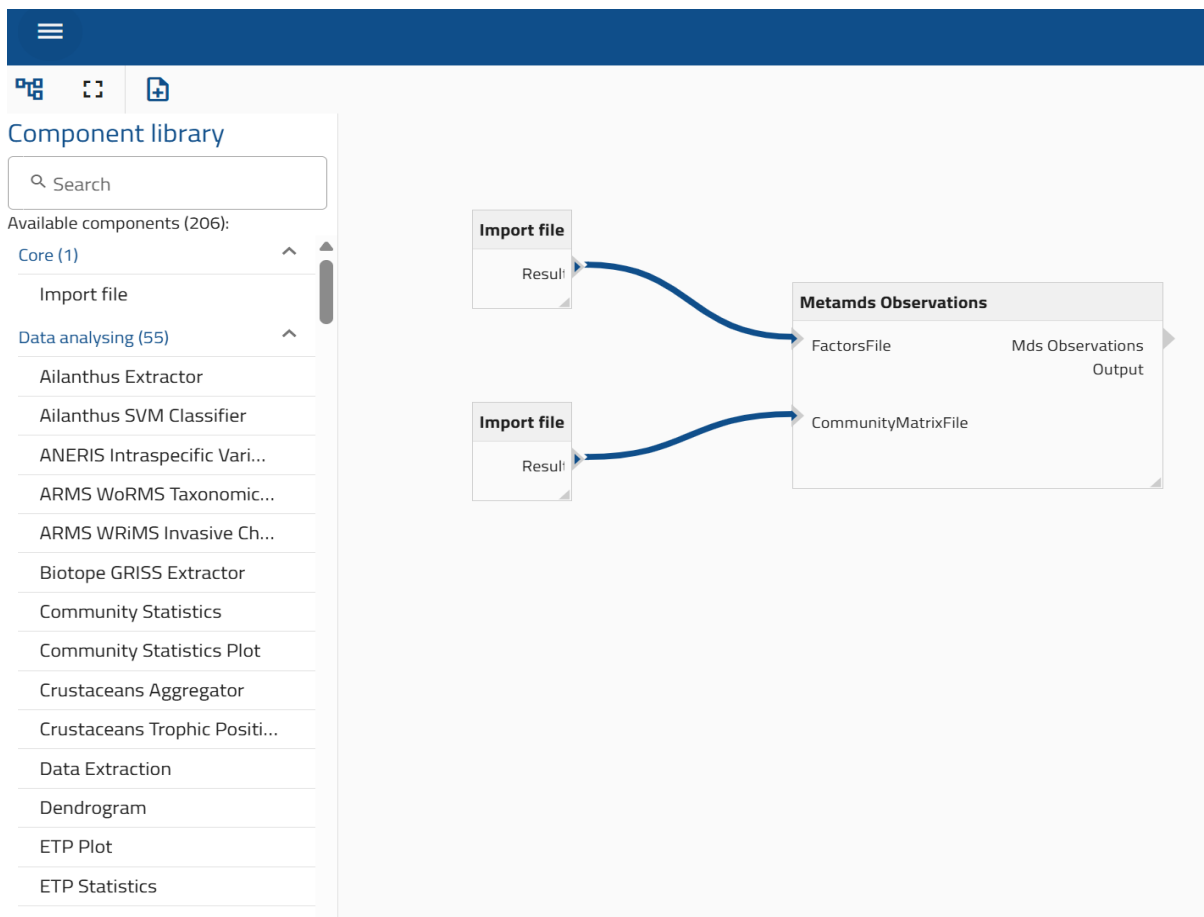 Component library
Search
Available components (206):
Core (1)
Import file
Data analysing (55)
Ailanthus Extractor
Ailanthus SVM Classifier
ANERIS Intraspecific Vari...
ARMS WoRMS Taxonomic...
ARMS WRiMS Invasive Ch...
Biotope GRISS Extractor
Community Statistics
Community Statistics Plot
Crustaceans Aggregator
Crustaceans Trophic Positi...
Data Extraction
Dendrogram
ETP Plot
ETP Statistics
Import file
Result
Import file
Result
Metamds Observations
FactorsFile
Mds Observations
Output
CommunityMatrixFile